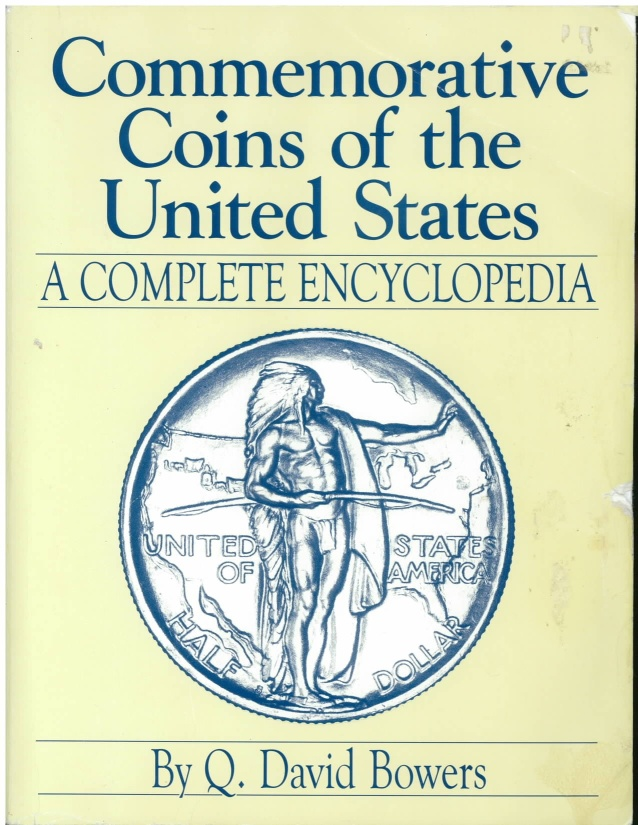 Commemorative
Coins of the
United States
A COMPLETE ENCYCLOPEDIA
UNITED STATES
OF AMERICA
HALF DOLLAR
By Q. David Bowers